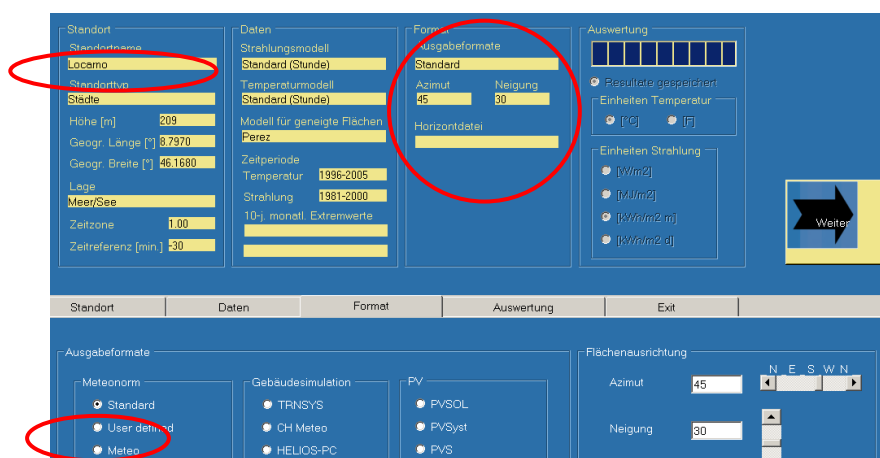 Standort
Standortname
Locarno
Standorttyp
Städte
Höhe [m] 209
Geogr. Länge [°] 8.7970
Geogr. Breite [°] 46.1680
Lage
Meer/See
Zeitzone 1.00
Zeitreferenz [min.] -30
Daten
Strahlungsmodell
Standard (Stunde)
Temperaturmodell
Standard (Stunde)
Modell für geneigte Flächen
Perez
Zeitperiode
Temperatur 1996-2005
Strahlung 1981-2000
10-j. monatl. Extremwerte
Format
Ausgabeformate
Standard
Azimut Neigung
45 30
Horizontdatei
Auswertung
Resultate gespeichert
Einheiten Temperatur
[°C] [F]
Einheiten Strahlung
[W/m2]
[MJ/m2]
[kWh/m2 m]
[kWh/m2 d]
Weiter
Standort Daten Format Auswertung Exit
Ausgabeformate
Meteonorm
Standard
User defined
Meteo
Gebäudesimulation
TRNSYS
CH Meteo
HELIOS-PC
PV
PVSOL
PVSyst
PVS
Flächenausrichtung
N E S W N
Azimut 45
Neigung 30